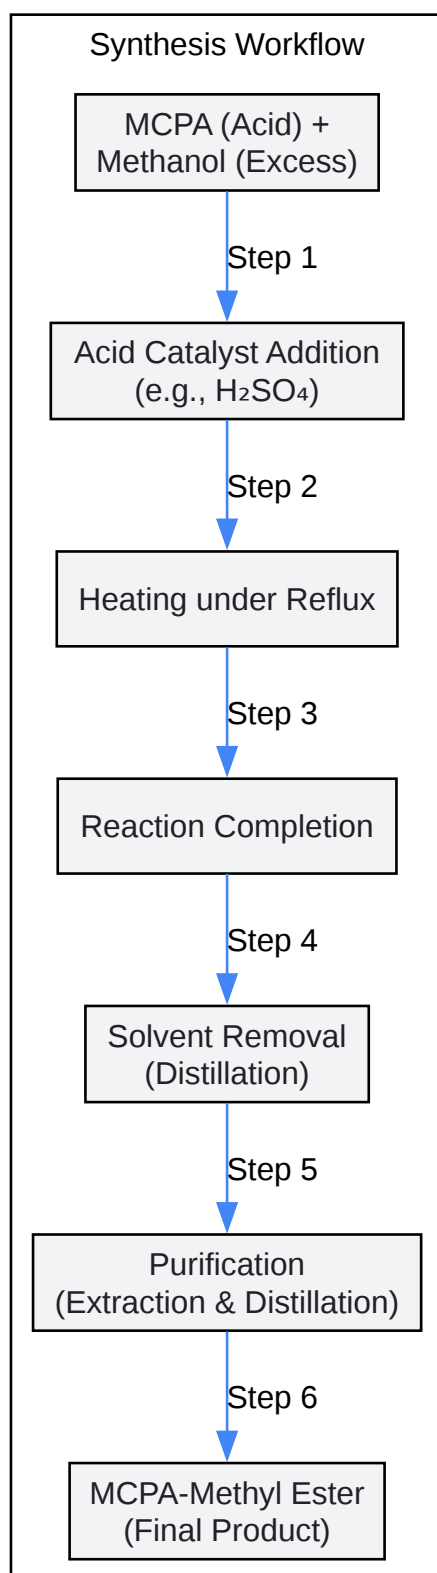 Synthesis Workflow
MCPA (Acid) +
Methanol (Excess)
Step 1
Acid Catalyst Addition
(e.g., H₂SO₄)
Step 2
Heating under Reflux
Step 3
Reaction Completion
Step 4
Solvent Removal
(Distillation)
Step 5
Purification
(Extraction & Distillation)
Step 6
MCPA-Methyl Ester
(Final Product)